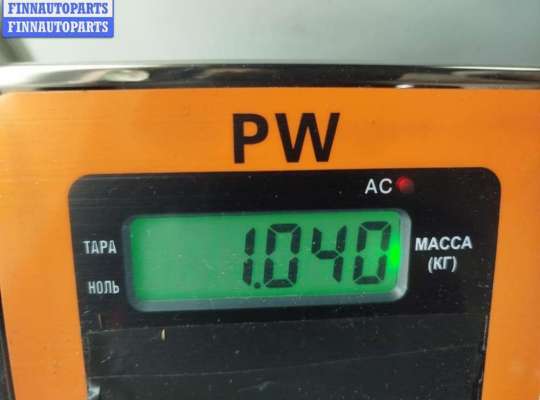 FINNAUTOPARTS
FINNAUTOPARTS
PW
AC
ТАРА
1.040
МАССА
(КГ)
НОЛЬ